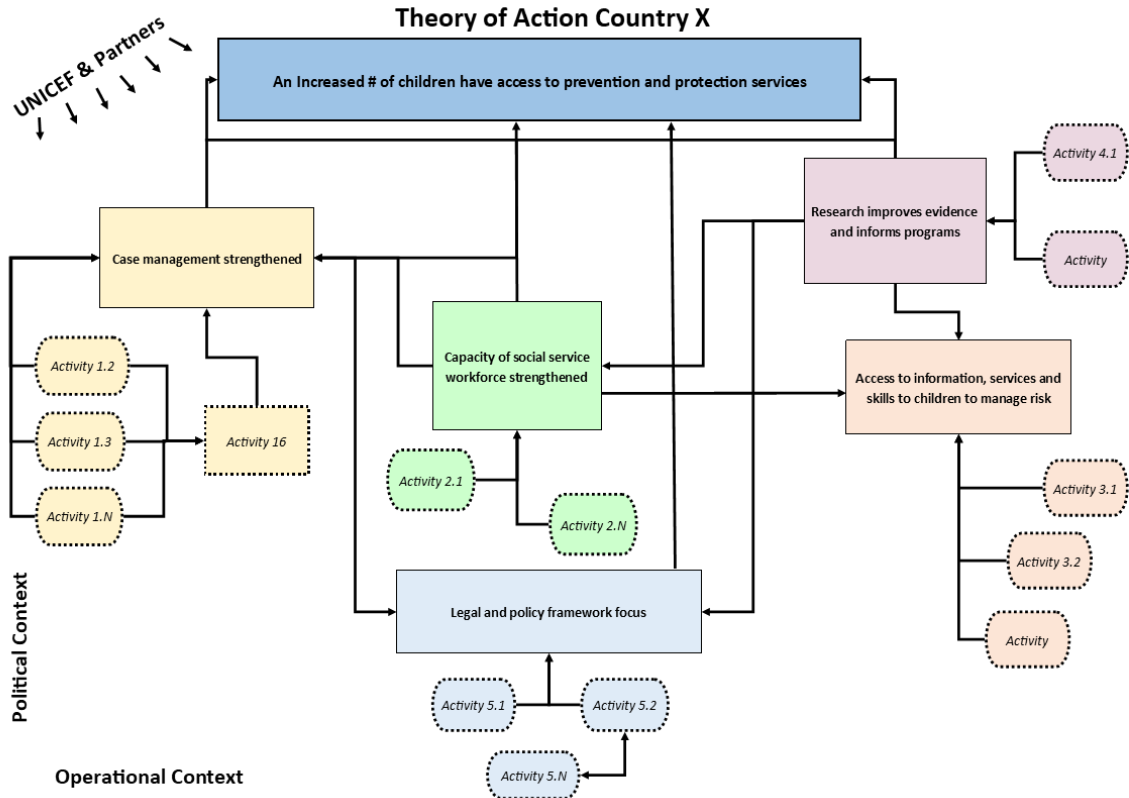 Theory of Action Country X
UNICEF & Partners
An Increased # of children have access to prevention and protection services
Activity 4.1
Research improves evidence
and informs programs
Case management strengthened
Activity
Capacity of social service
workforce strengthened
Access to information, services and
skills to children to manage risk
Activity 1.2
Activity 1.3
Activity 16
Activity 1.N
Activity 2.1
Activity 2.N
Activity 3.1
Activity 3.2
Activity
Legal and policy framework focus
Political Context
Activity 5.1
Activity 5.2
Activity 5.N
Operational Context